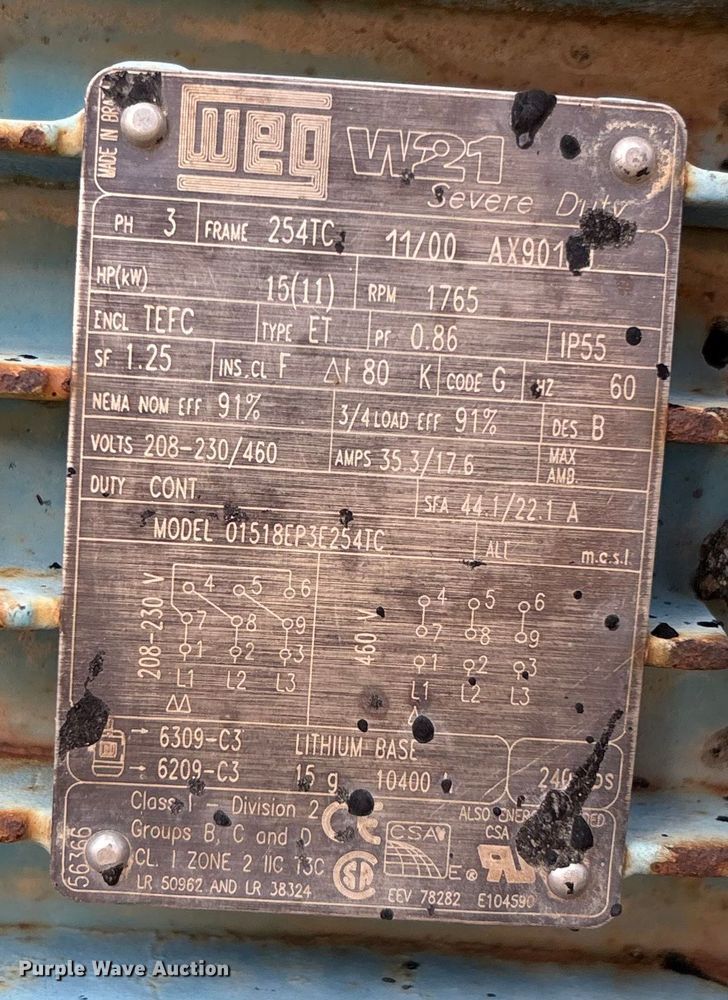 MADE IN
WEG W21
Severe Duty
PH 3 FRAME 254TC 11/00
HP(kW) 15(11) RPM 1765
ENCL TEFC TYPE ET PF 0.86 IP55
SF 1.25 INS.CL F Δt 80 K CODE G HZ 60
NEMA NOM EFF 91% 3/4 LOAD EFF 91% DES B
VOLTS 208-230/460 AMPS 35.3/17.6 MAX AMB.
DUTY CONT. SFA 44.1/22.1 A
MODEL 01518EP3E254TC ALT m.c.s.l
208-230 V
4 5 6
7 8 9
1 2 3
L1 L2 L3
ΔΔ
460 V
4 5 6
7 8 9
1 2 3
L1 L2 L3
Δ
→ 6309-C3 LITHIUM BASE
→ 6209-C3 15 g 10400
Class I - Division 2 ALSO
Groups B, C and D CE CSA CSA
CL. I ZONE 2 IIC T3C SA E®
LR 50962 AND LR 38324 EEV 78282 E104590
56366
Purple Wave Auction